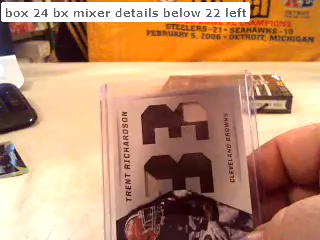 box 24 bx mixer details below 22 left
CHAMPIONS
STEELERS - 21 - SEAHAWKS - 10
FEBRUARY 5, 2006 - DETROIT, MICHIGAN
TRENT RICHARDSON
33
CLEVELAND BROWNS